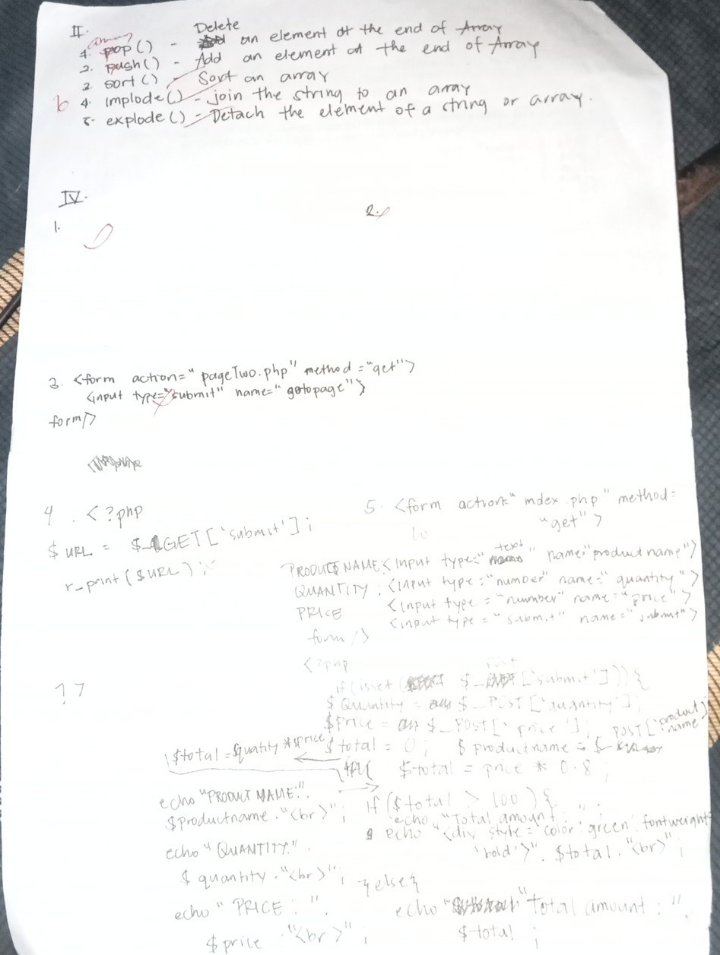 II.
array
Delete
1. pop() - an element at the end of Array
2. push() - Add an element at the end of Array
3. sort() - Sort an array
6
4. implode() - join the string to an array
5. explode() - Detach the element of a string or array.
IV.
1.
2.
3. <form action="pageTwo.php" method="get">
<input type="submit" name="gotopage">
form/>
4. <?php
$URL = $_GET['submit'];
r_print($URL);
?>
5. <form action="index.php" method=
"get">
PRODUCT NAME <input type="text" name="productname">
QUANTITY : <input type="number" name="quantity">
PRICE <input type="number" name="price">
<input type="submit" name="submit">
form/>
<?php
if(isset($_POST['submit'])){
$Quantity = $_POST['quantity'];
$Price = $_POST['price'];
$total = 0; $productname = $_POST['product name']
$total = $quatity * $price
$total = price * 0.8;
if($total > 100){
echo "Total amount :".
echo "<div style='color:green' fontweight:
'bold'>". $total."<br>";
}else{
echo "Total amount : ".
$total;
echo "PRODUCT NAME:".
$productname."<br>";
echo "QUANTITY".
$quantity."<br>";
echo "PRICE : ".
$price ."<br>";